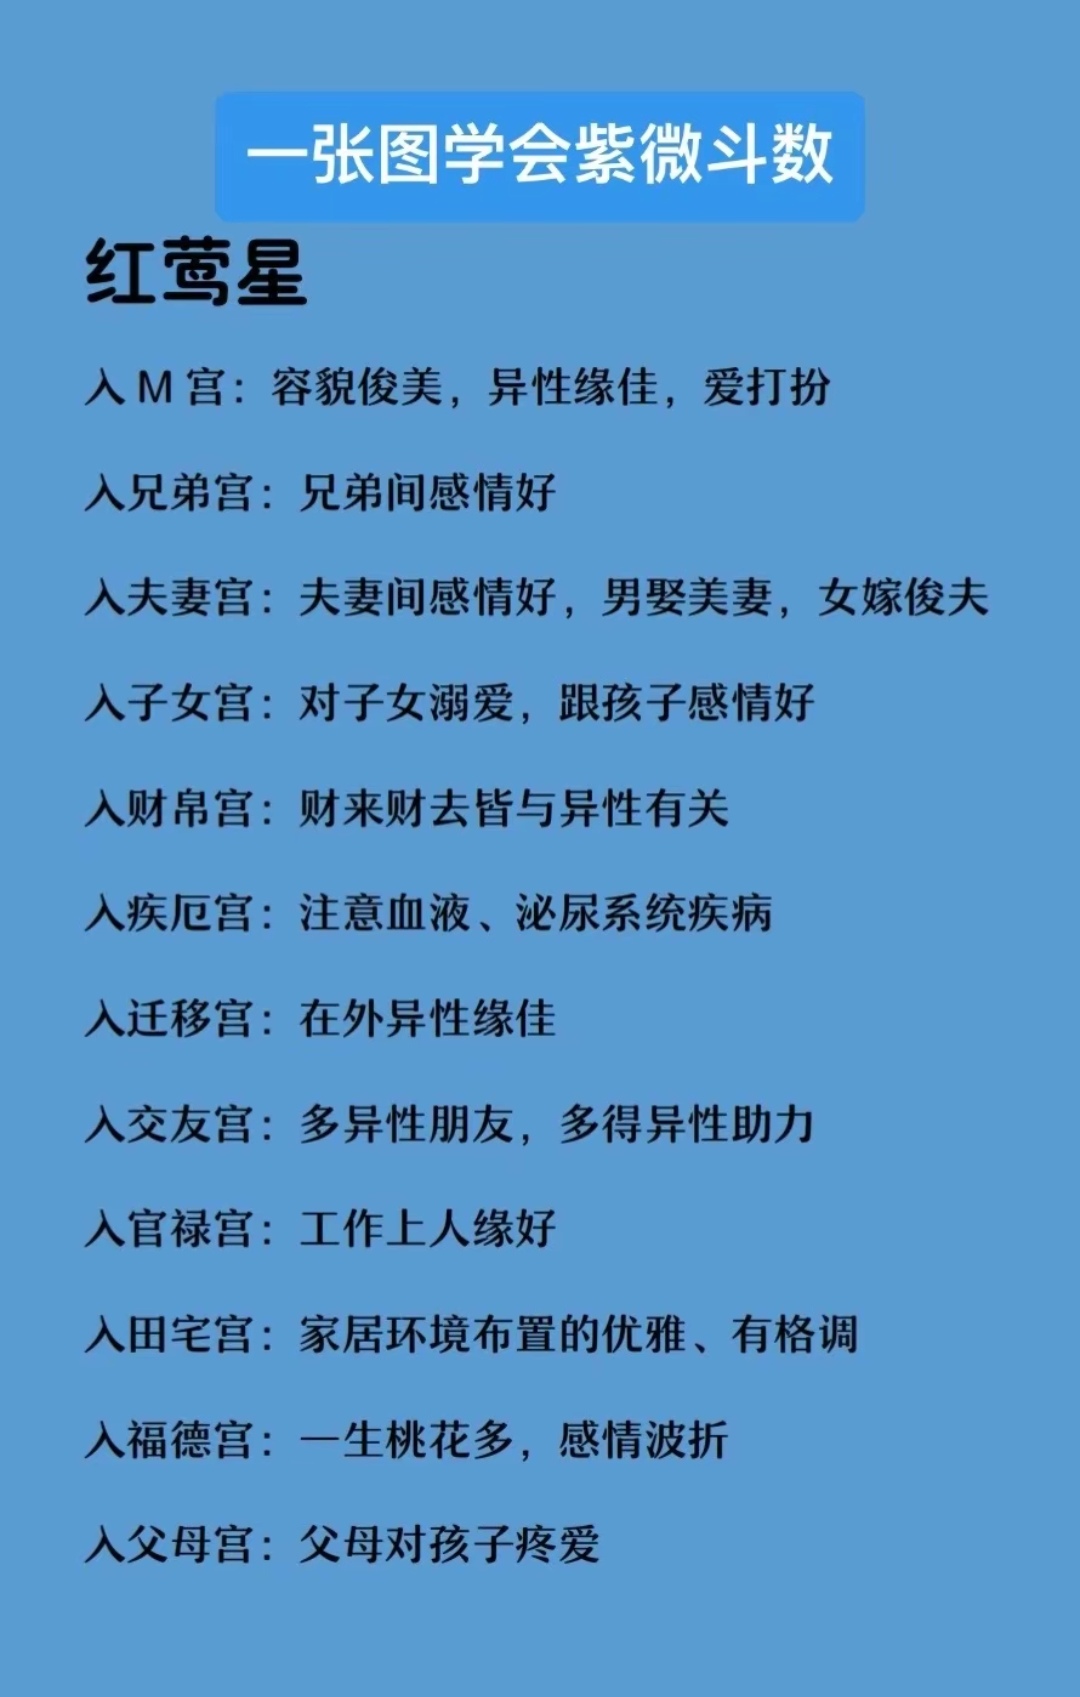 一张图学会紫微斗数
红莺星
入M宫：容貌俊美，异性缘佳，爱打扮
入兄弟宫：兄弟间感情好
入夫妻宫：夫妻间感情好，男娶美妻，女嫁俊夫
入子女宫：对子女溺爱，跟孩子感情好
入财帛宫：财来财去皆与异性有关
入疾厄宫：注意血液、泌尿系统疾病
入迁移宫：在外异性缘佳
入交友宫：多异性朋友，多得异性助力
入官禄宫：工作上人缘好
入田宅宫：家居环境布置的优雅、有格调
入福德宫：一生桃花多，感情波折
入父母宫：父母对孩子疼爱